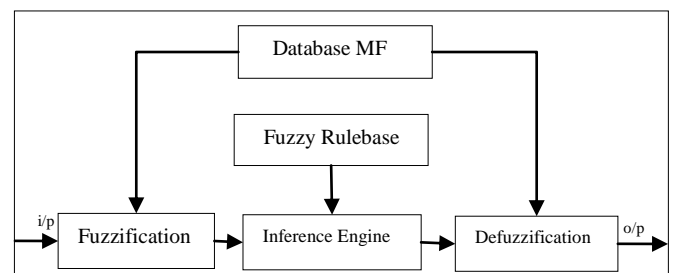 Database MF
Fuzzy Rulebase
i/p
Fuzzification
Inference Engine
Defuzzification
o/p